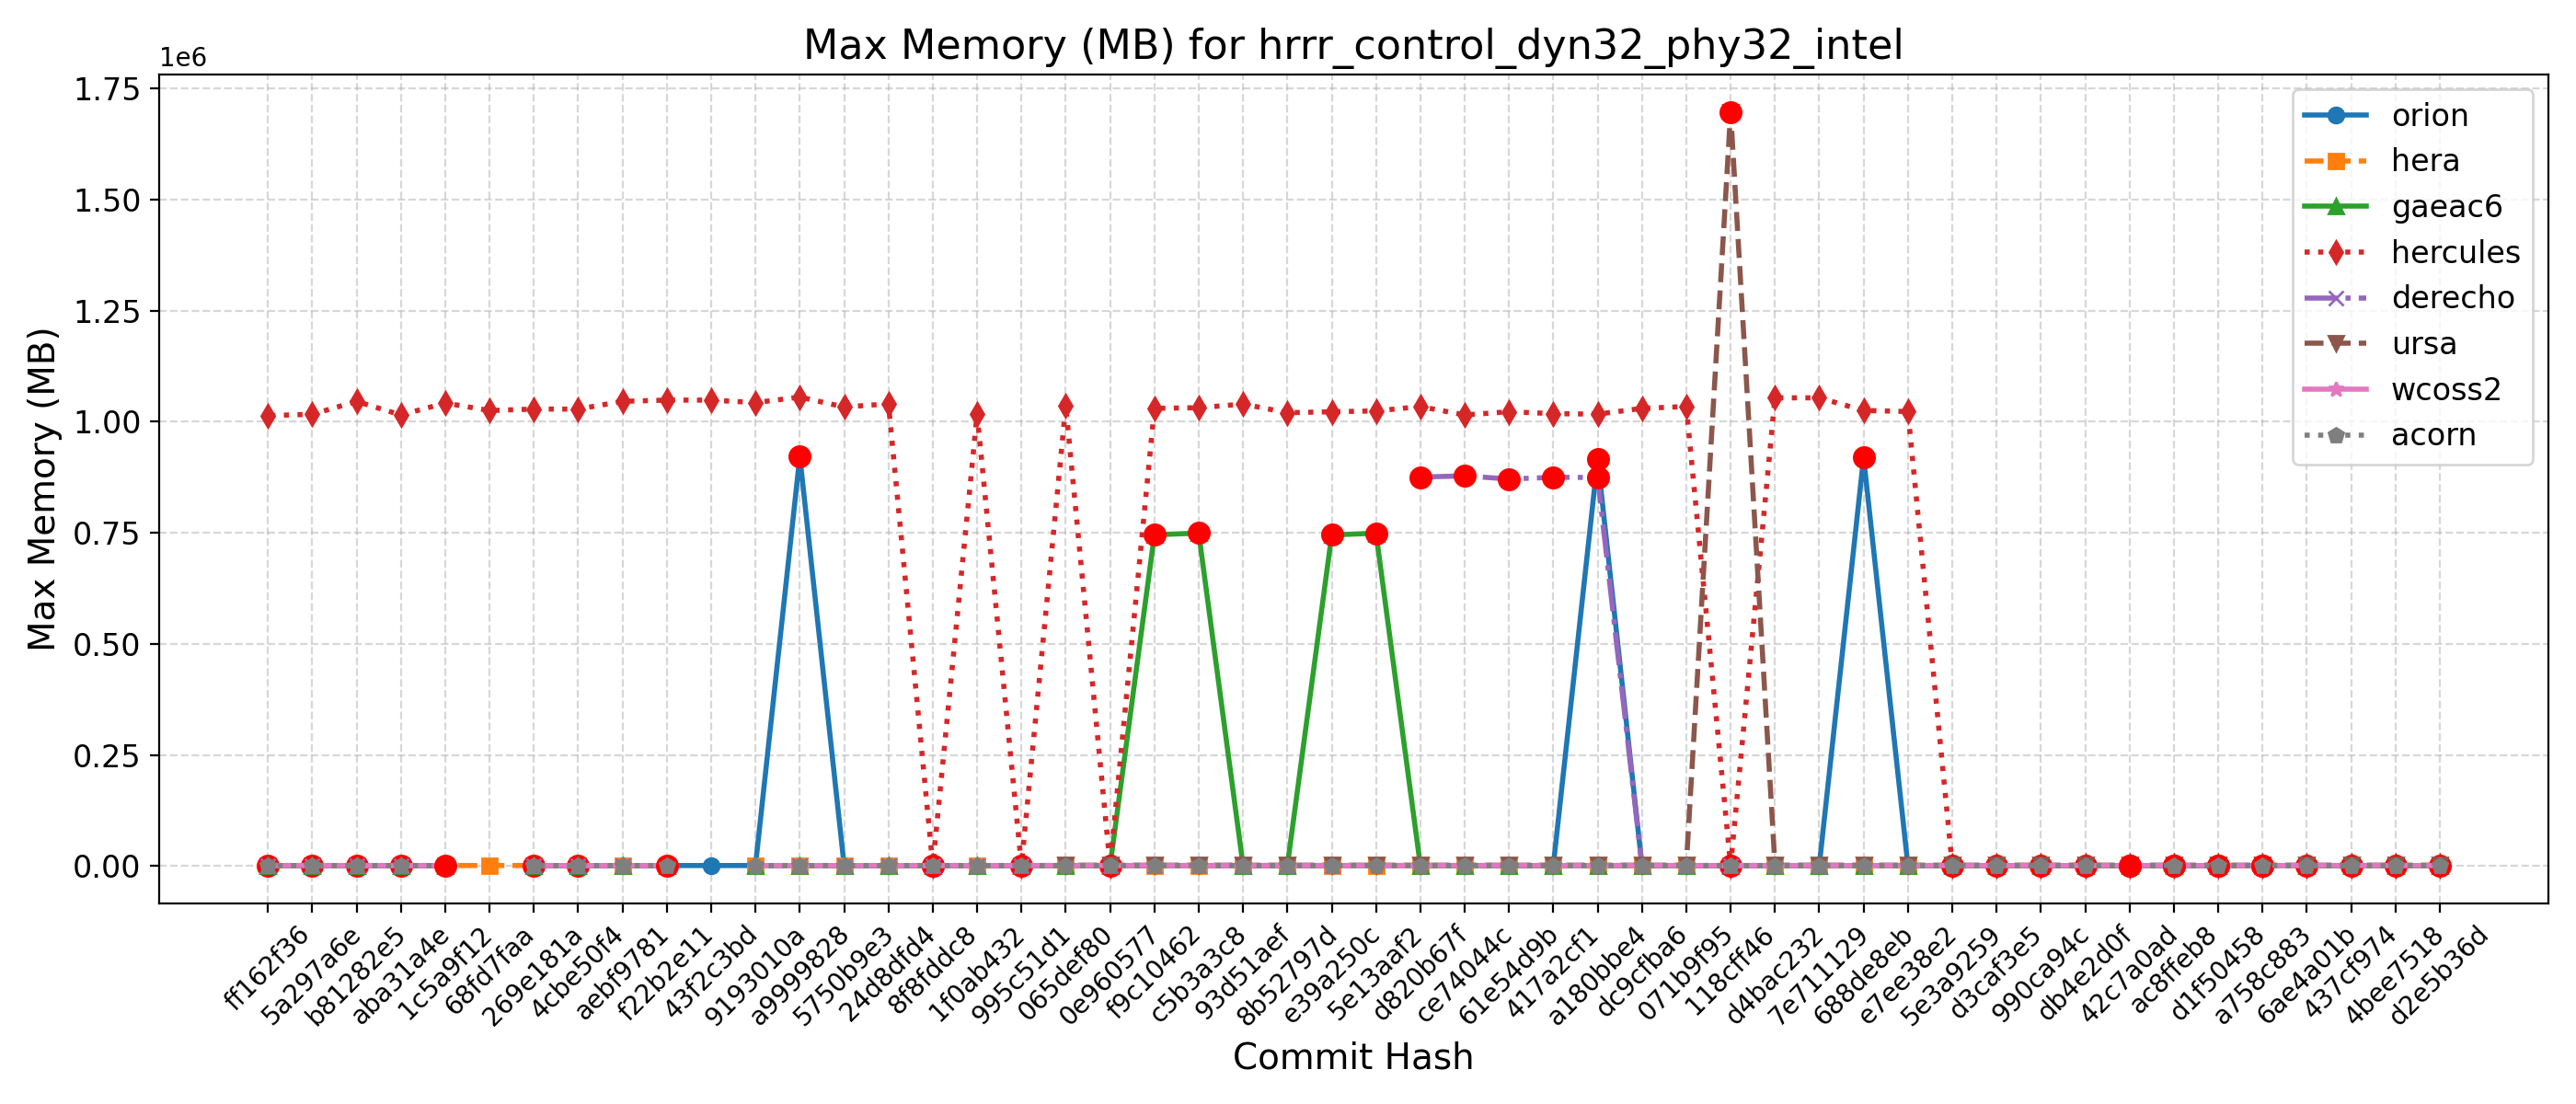 Max Memory (MB) for hrrr_control_dyn32_phy32_intel
1e6
1.75
1.50
1.25
1.00
0.75
0.50
0.25
0.00
Max Memory (MB)
orion
hera
gaeac6
hercules
derecho
ursa
wcoss2
acorn
ff162f36
5a297a6e
b81282e5
aba31a4e
1c5a9f12
68fd7faa
269e181a
4cbe50f4
aebf9781
f22b2e11
43f2c3bd
9193010a
a9999828
5750b9e3
24d8dfd4
8f8fddc8
1f0ab432
995c51d1
065def80
0e960577
f9c10462
c5b3a3c8
93d51aef
8b52797d
e39a250c
5e13aaf2
d820b67f
ce74044c
61e54d9b
417a2cf1
a180bbe4
dc9cfba6
071b9f95
118cff46
d4bac232
7e711129
688de8eb
e7ee38e2
5e3a9259
d3caf3e5
990ca94c
db4e2d0f
42c7a0ad
ac8ffeb8
d1f50458
a758c883
6ae4a01b
437cf974
4bee7518
d2e5b36d
Commit Hash